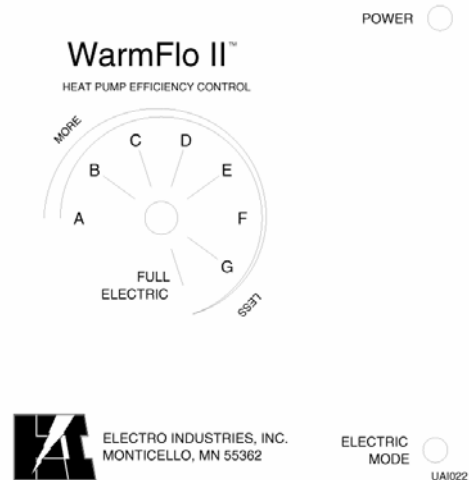 POWER
WarmFlo II™
HEAT PUMP EFFICIENCY CONTROL
MORE
C D
B E
A F
G
FULL
ELECTRIC
LESS
ELECTRO INDUSTRIES, INC.
MONTICELLO, MN 55362
ELECTRIC
MODE
UAI022